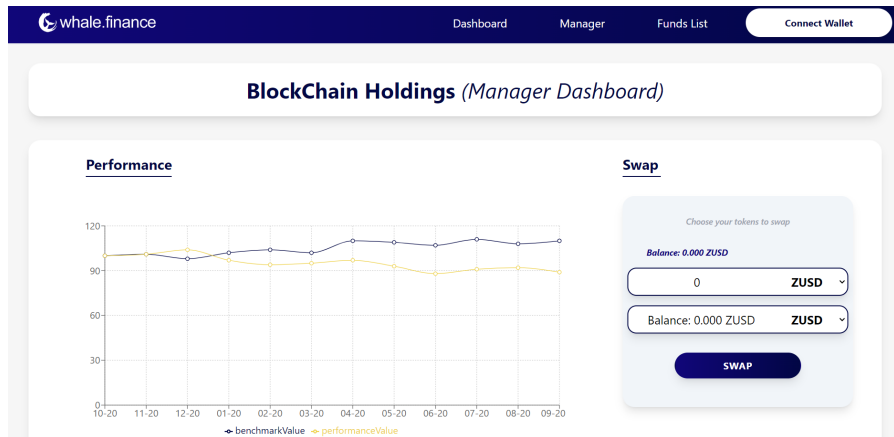 whale.finance Dashboard Manager Funds List Connect Wallet
BlockChain Holdings (Manager Dashboard)
Performance
120
90
60
30
0
10-20 11-20 12-20 01-20 02-20 03-20 04-20 05-20 06-20 07-20 08-20 09-20
benchmarkValue performanceValue
Swap
Choose your tokens to swap
Balance: 0.000 ZUSD
0 ZUSD
Balance: 0.000 ZUSD ZUSD
SWAP